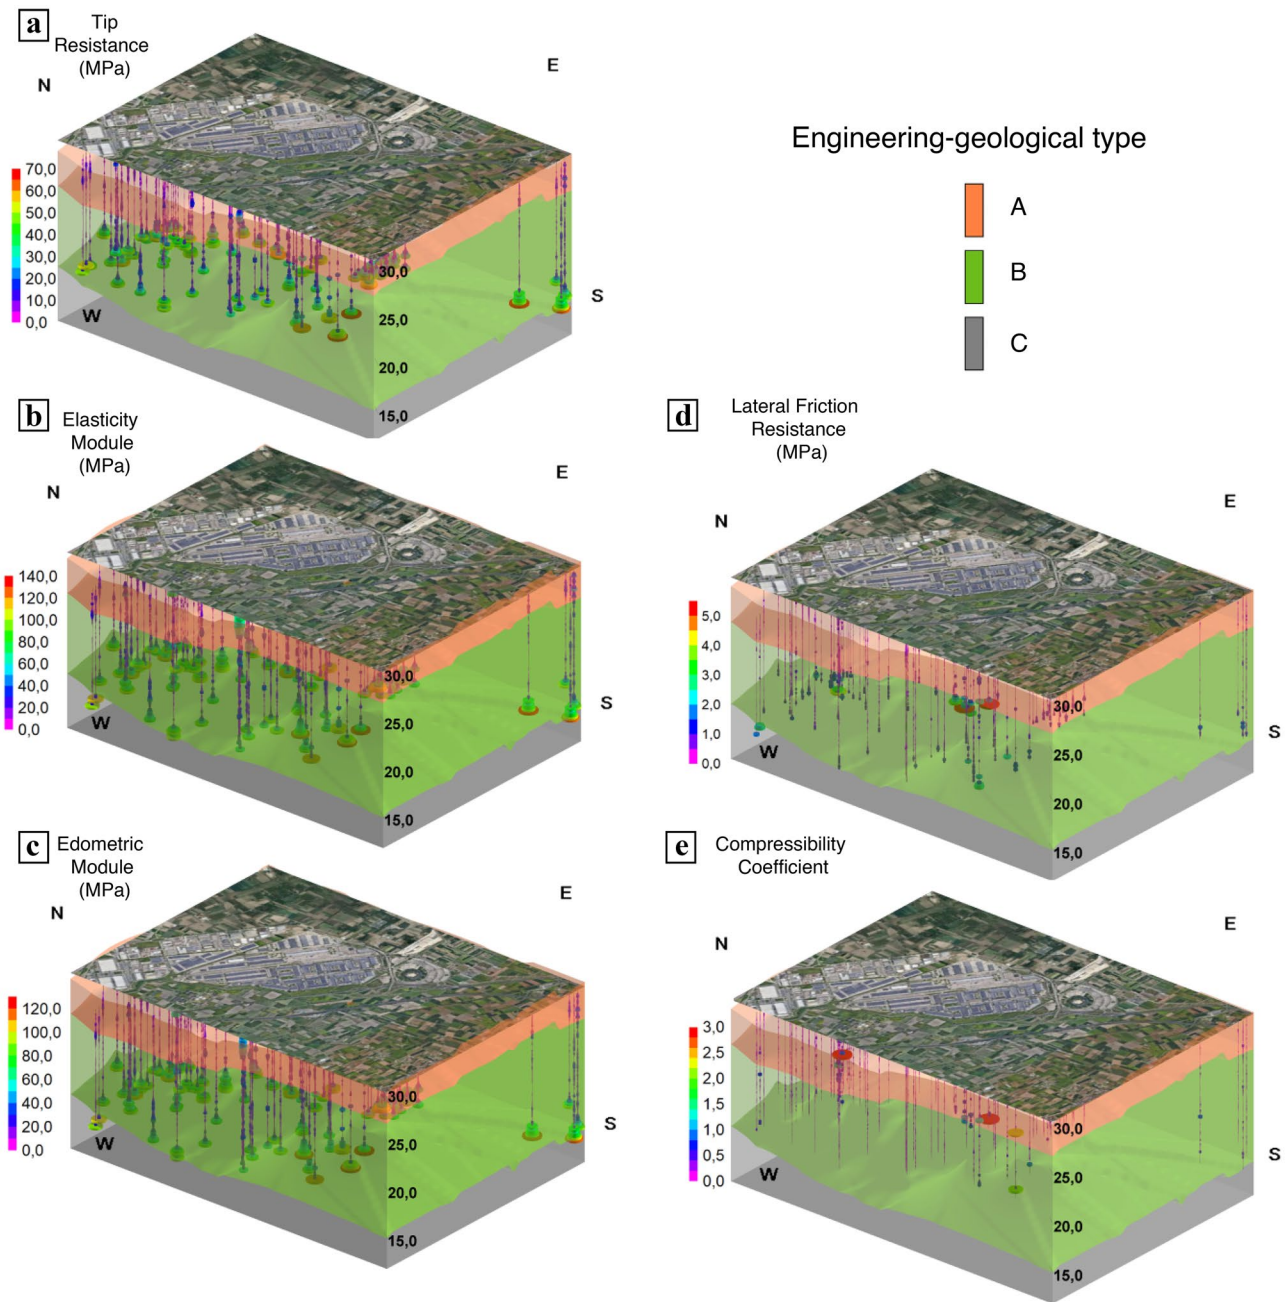 a
Tip
Resistance
(MPa)
N
E
70,0
60,0
50,0
40,0
30,0
20,0
10,0
0,0
W
S
30,0
25,0
20,0
15,0
Engineering-geological type
A
B
C
b
Elasticity
Module
(MPa)
N
E
140,0
120,0
100,0
80,0
60,0
40,0
20,0
0,0
W
S
30,0
25,0
20,0
15,0
d
Lateral Friction
Resistance
(MPa)
N
E
5,0
4,0
3,0
2,0
1,0
0,0
W
S
30,0
25,0
20,0
15,0
c
Edometric
Module
(MPa)
N
E
120,0
100,0
80,0
60,0
40,0
20,0
0,0
W
S
30,0
25,0
20,0
15,0
e
Compressibility
Coefficient
N
E
3,0
2,5
2,0
1,5
1,0
0,5
0,0
W
S
30,0
25,0
20,0
15,0